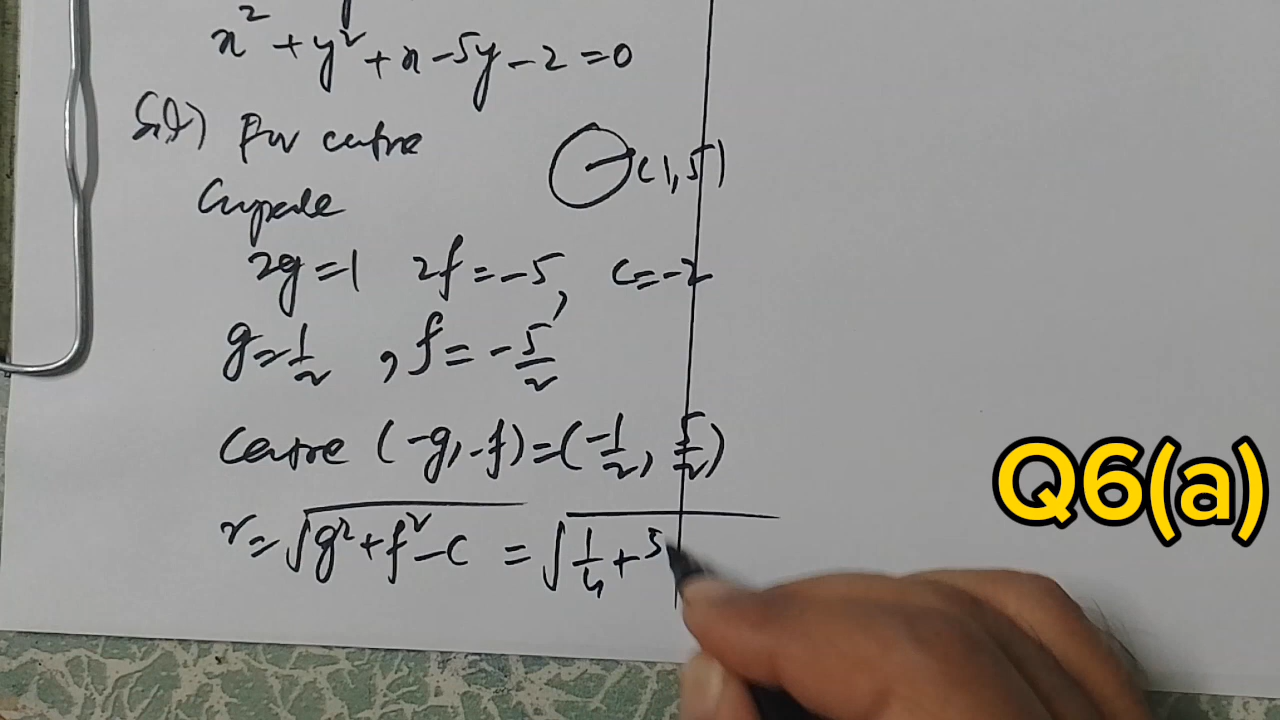 x² + y² + x - 5y - 2 = 0
Sol) For centre
(1, 5)
Compare
2g = 1 2f = -5, c = -2
g = 1/2 , f = -5/2
Centre (-g, -f) = (-1/2, 5/2)
r = √g² + f² - c = √1/4 + 5
Q6(a)